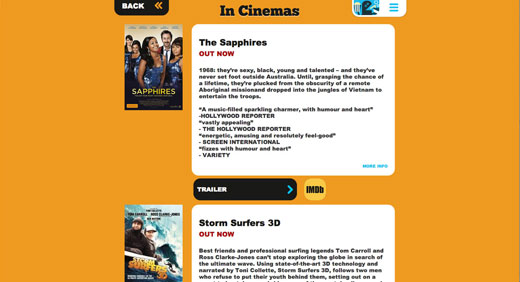 BACK
In Cinemas
The Sapphires
OUT NOW
1968: they're sexy, black, young and talented – and they've
never set foot outside Australia. Until, grasping the chance of
a lifetime, they're plucked from the obscurity of a remote
Aboriginal missionand dropped into the jungles of Vietnam to
entertain the troops.
"A music-filled sparkling charmer, with humour and heart"
-HOLLYWOOD REPORTER
"vastly appealing"
- THE HOLLYWOOD REPORTER
"energetic, amusing and resolutely feel-good"
- SCREEN INTERNATIONAL
"fizzes with humour and heart"
- VARIETY
MORE INFO
SAPPHIRES
TRAILER
IMDb
Storm Surfers 3D
OUT NOW
Best friends and professional surfing legends Tom Carroll and
Ross Clarke-Jones can't stop exploring the globe in search of
the ultimate wave. Using state-of-the-art 3D technology and
narrated by Toni Collette, Storm Surfers 3D, follows two men
who refuse to put their youth behind them, setting out on a
TOM CARROLL ROSS CLARKE-JONES